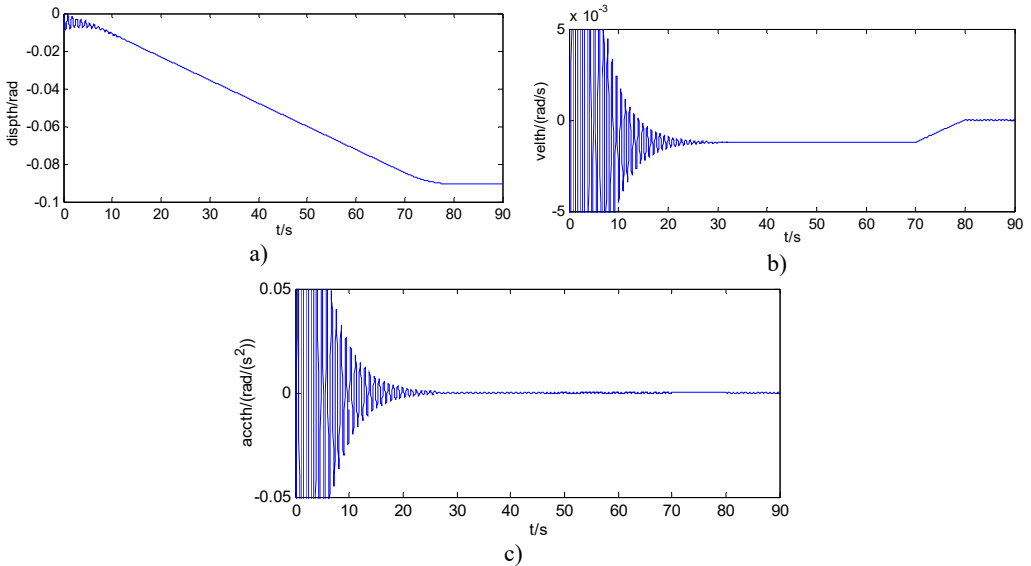 0
-0.02
-0.04
-0.06
-0.08
-0.1
dispth/rad
0 10 20 30 40 50 60 70 80 90
t/s
a)
x 10⁻³
5
0
-5
velth/(rad/s)
0 10 20 30 40 50 60 70 80 90
t/s
b)
0.05
0
-0.05
accth/(rad/(s²))
0 10 20 30 40 50 60 70 80 90
t/s
c)